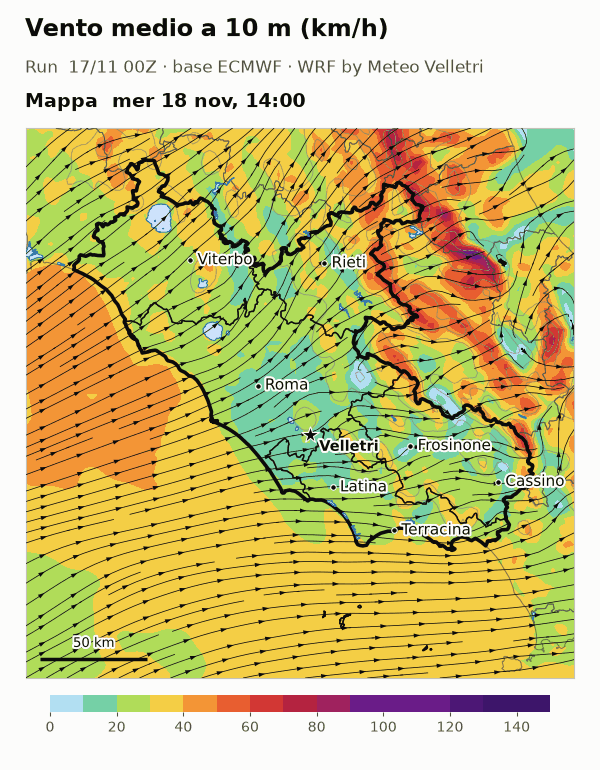 Vento medio a 10 m (km/h)
Run  17/11 00Z · base ECMWF · WRF by Meteo Velletri
Mappa  mer 18 nov, 14:00
Viterbo
Rieti
Roma
Velletri
Frosinone
Cassino
Latina
Terracina
50 km
0 20 40 60 80 100 120 140